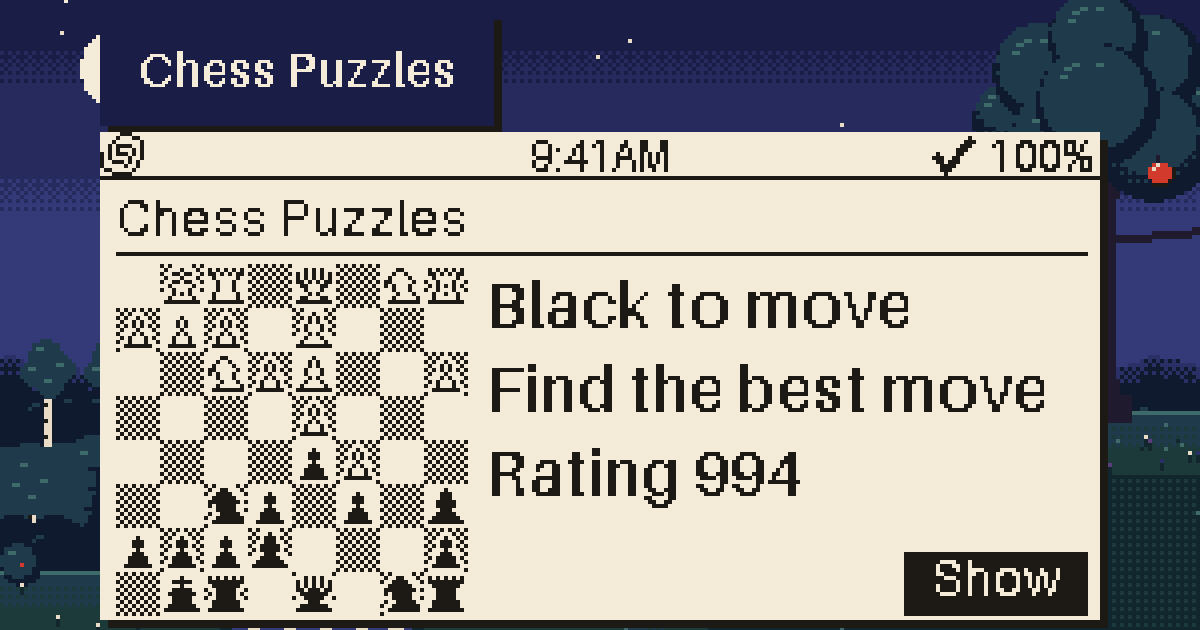 Chess Puzzles
9:41AM
100%
Chess Puzzles
Black to move
Find the best move
Rating 994
Show